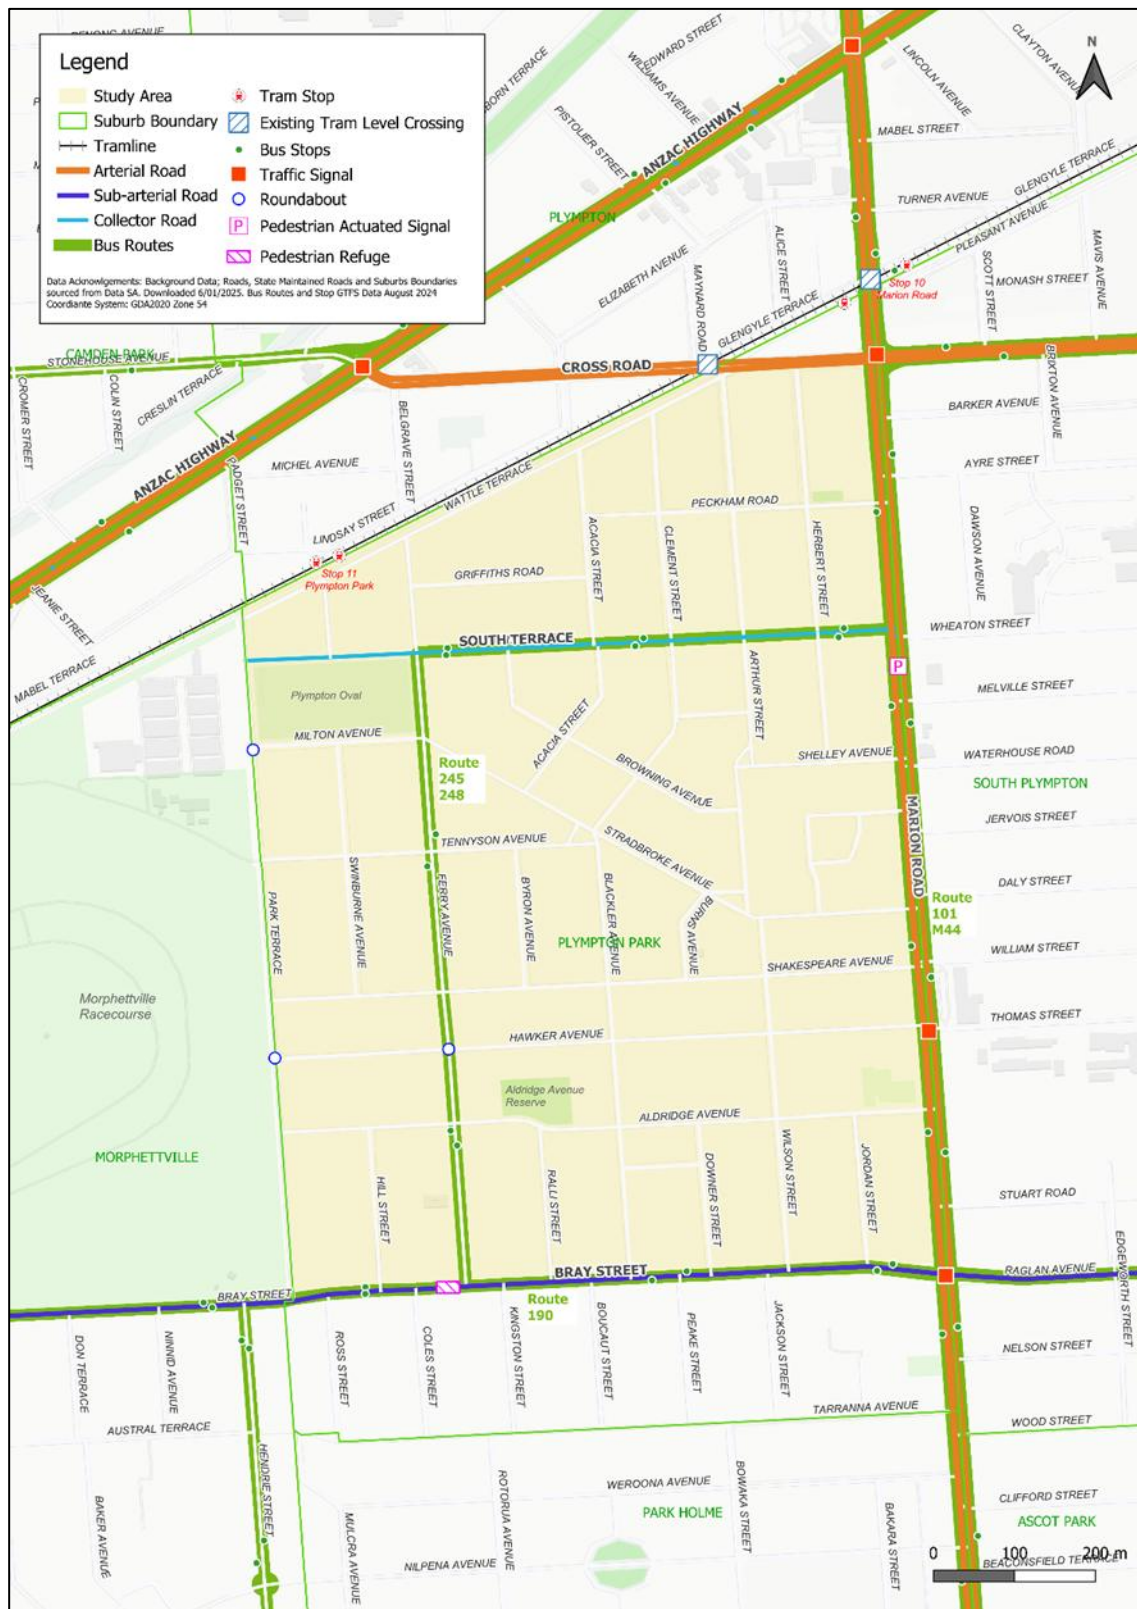 Legend
Study Area
Suburb Boundary
Tramline
Arterial Road
Sub-arterial Road
Collector Road
Bus Routes
Tram Stop
Existing Tram Level Crossing
Bus Stops
Traffic Signal
Roundabout
P Pedestrian Actuated Signal
Pedestrian Refuge
Data Acknowlegements: Background Data; Roads, State Maintained Roads and Suburbs Boundaries
sourced from Data SA. Downloaded 6/01/2025. Bus Routes and Stop GTFS Data August 2024
Coordiante System: GDA2020 Zone 54
N
EDWARD STREET
WILLIAMS AVENUE
PISTOLIER STREET
LINCOLN AVENUE
CLAYTON AVENUE
ANZAC HIGHWAY
MABEL STREET
GLENGYLE TERRACE
TURNER AVENUE
PLEASANT AVENUE
PLYMPTON
ALICE STREET
ELIZABETH AVENUE
MAYNARD ROAD
SCOTT STREET
MAVIS AVENUE
MONASH STREET
Stop 10
Marion Road
GLENGYLE TERRACE
CAMDEN PARK
STONEHOUSE AVENUE
CROSS ROAD
BRIXTON AVENUE
CROMER STREET
COLIN STREET
CRESLIN TERRACE
BELGRAVE STREET
BARKER AVENUE
ANZAC HIGHWAY
PADGET STREET
MICHEL AVENUE
WATTLE TERRACE
AYRE STREET
PECKHAM ROAD
LINDSAY STREET
ACACIA STREET
CLEMENT STREET
HERBERT STREET
DAWSON AVENUE
Stop 11
Plympton Park
GRIFFITHS ROAD
JEANIE STREET
SOUTH TERRACE
WHEATON STREET
MABEL TERRACE
P
Plympton Oval
ARTHUR STREET
MELVILLE STREET
MILTON AVENUE
ACACIA STREET
SHELLEY AVENUE
WATERHOUSE ROAD
Route
245
248
BROWNING AVENUE
SOUTH PLYMPTON
MARION ROAD
JERVOIS STREET
TENNYSON AVENUE
STRADBROKE AVENUE
SWINBURNE AVENUE
FERRY AVENUE
BYRON AVENUE
BLACKLER AVENUE
DALY STREET
PARK TERRACE
BURNS AVENUE
Route
101
M44
PLYMPTON PARK
WILLIAM STREET
SHAKESPEARE AVENUE
Morphettville
Racecourse
HAWKER AVENUE
THOMAS STREET
Aldridge Avenue
Reserve
ALDRIDGE AVENUE
MORPHETTVILLE
HILL STREET
RALLI STREET
DOWNER STREET
WILSON STREET
JORDAN STREET
STUART ROAD
EDGEWORTH STREET
BRAY STREET
RAGLAN AVENUE
BRAY STREET
Route
190
DON TERRACE
NINNID AVENUE
ROSS STREET
COLES STREET
KINGSTON STREET
BOUCAUT STREET
PEAKE STREET
JACKSON STREET
NELSON STREET
TARRANNA AVENUE
AUSTRAL TERRACE
WOOD STREET
HENDRIE STREET
BAKER AVENUE
MULCRA AVENUE
ROTORUA AVENUE
WEROONA AVENUE
BOWAKA STREET
BAKARA STREET
CLIFFORD STREET
PARK HOLME
ASCOT PARK
NILPENA AVENUE
BEACONSFIELD TERRACE
0 100 200 m